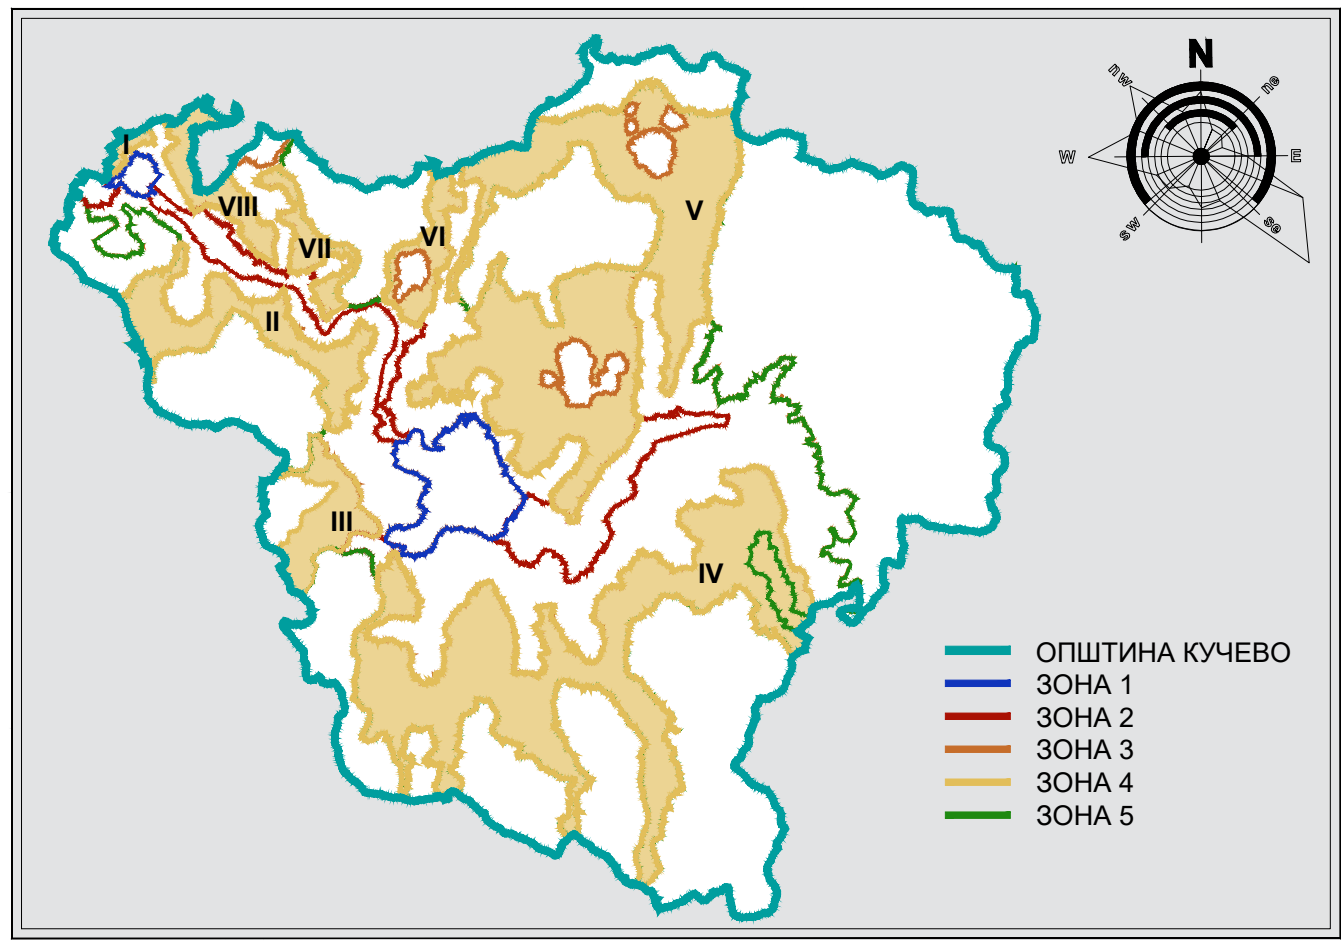 N
nw
ne
W
E
sw
se
I
VIII
VII
VI
V
II
III
IV
ОПШТИНА КУЧЕВО
ЗОНА 1
ЗОНА 2
ЗОНА 3
ЗОНА 4
ЗОНА 5